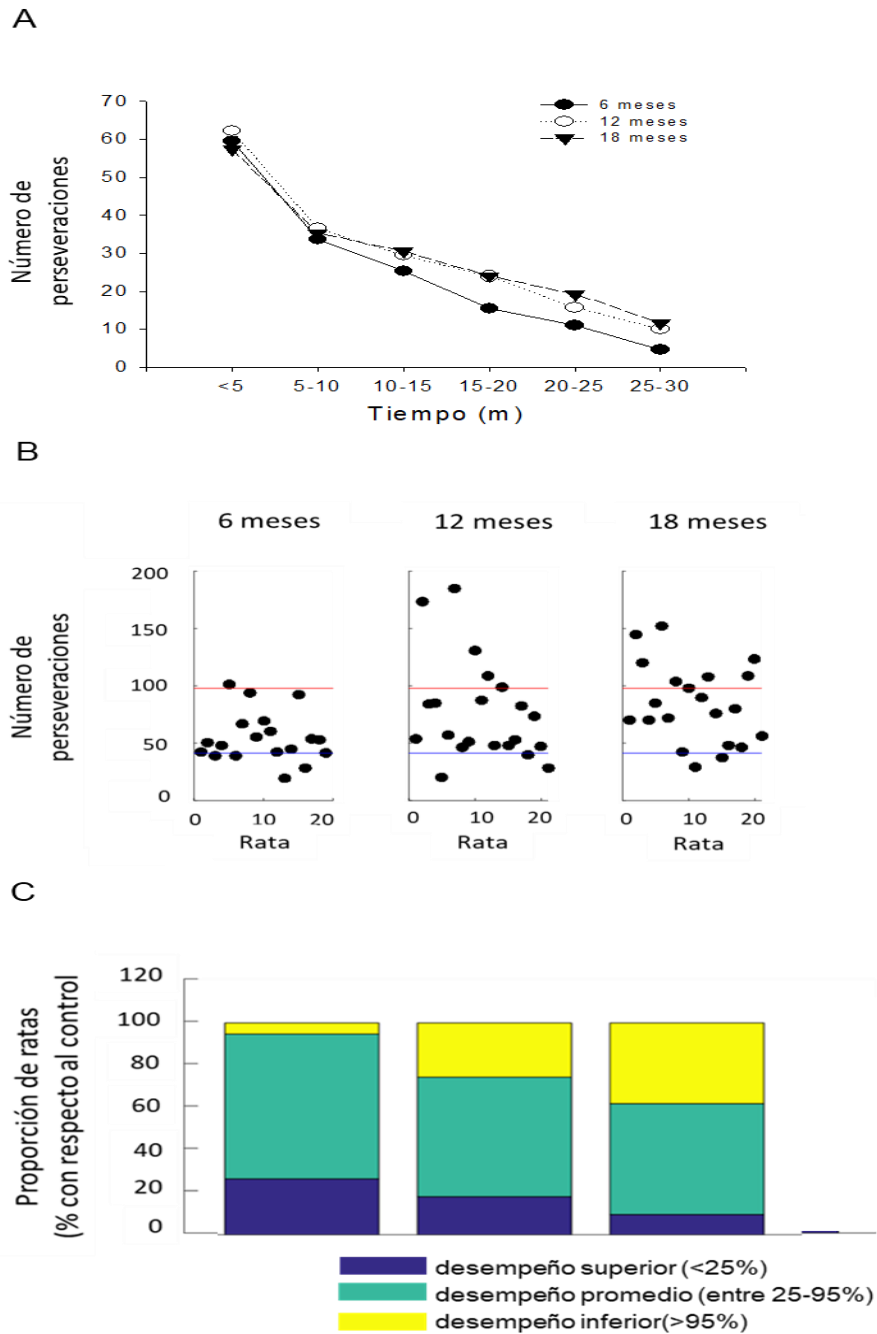 A
Número de
perseveraciones
70
60
50
40
30
20
10
0
6 meses
12 meses
18 meses
<5 5-10 10-15 15-20 20-25 25-30
Tiempo (m)
B
6 meses 12 meses 18 meses
Número de
perseveraciones
200
150
100
50
0
0 10 20 0 10 20 0 10 20
Rata Rata Rata
C
Proporción de ratas
(% con respecto al control
120
100
80
60
40
20
0
desempeño superior (<25%)
desempeño promedio (entre 25-95%)
desempeño inferior(>95%)